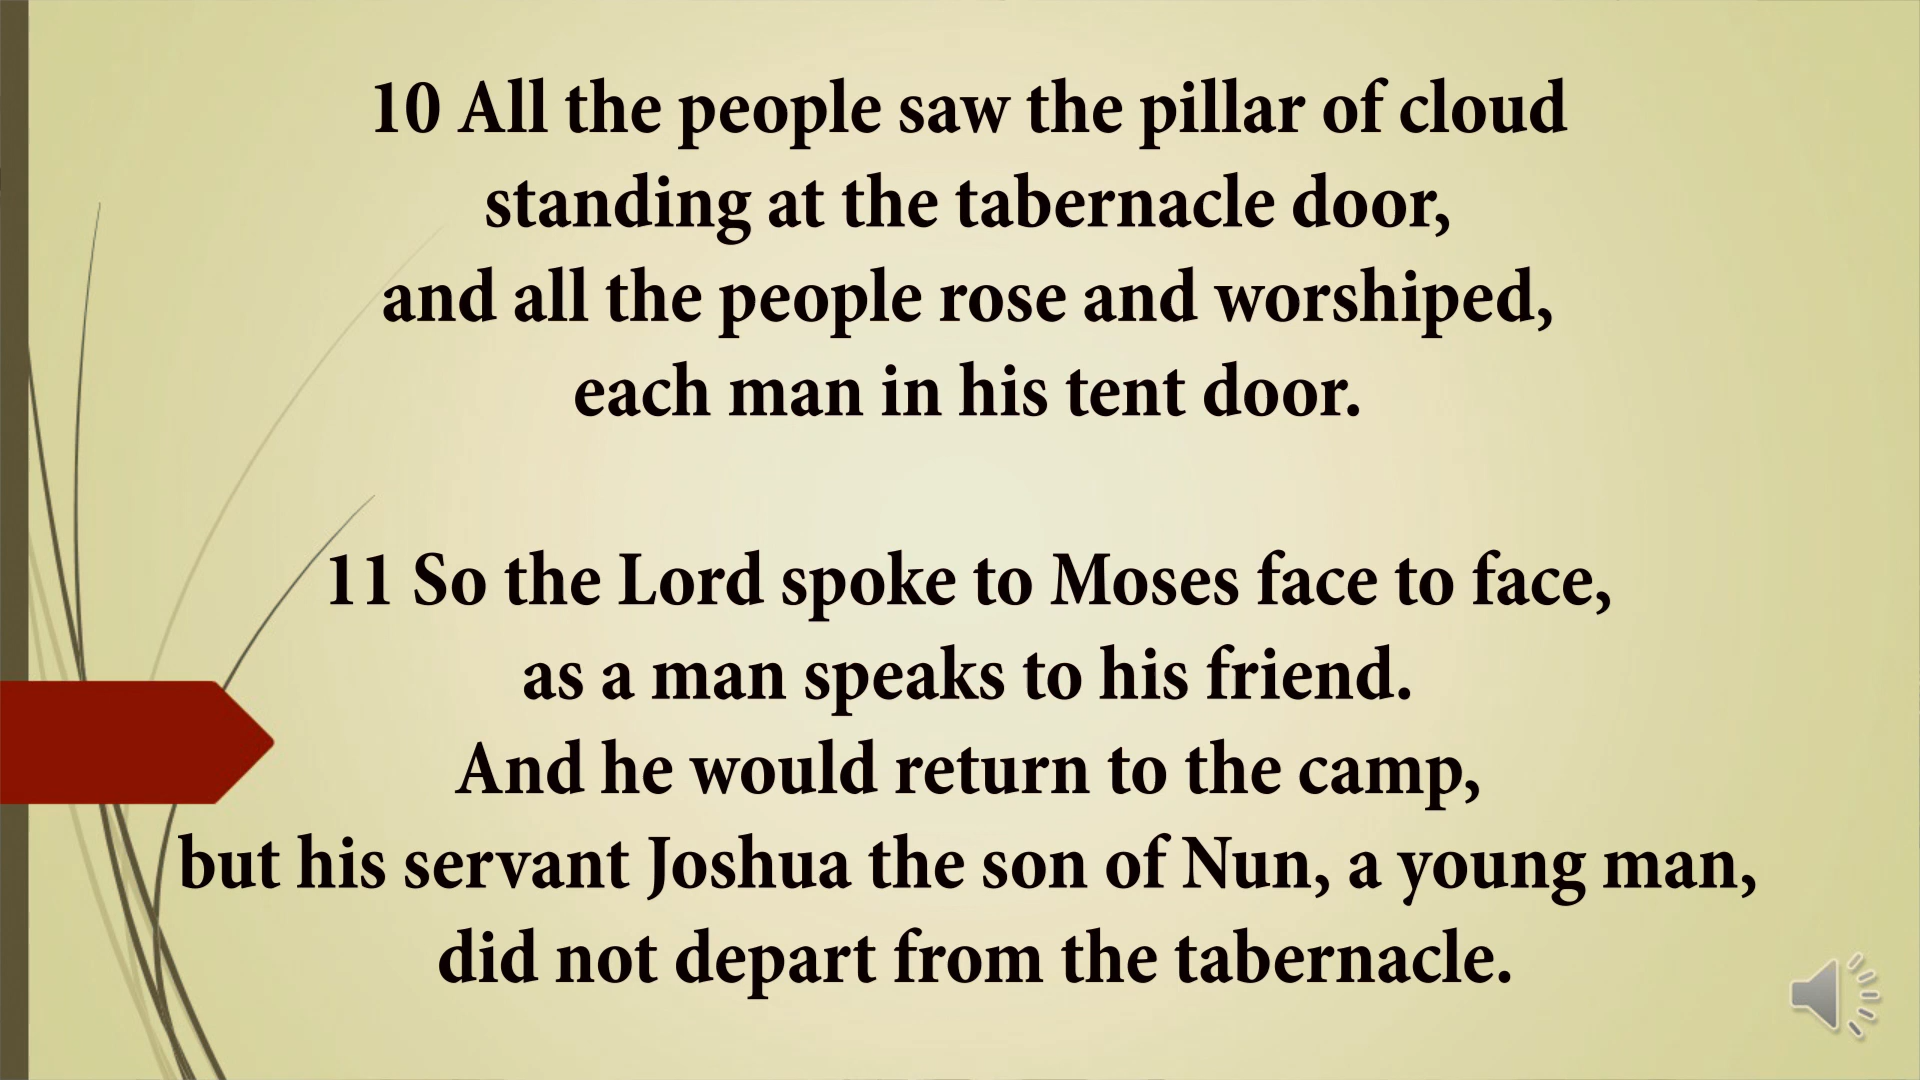 10 All the people saw the pillar of cloud
standing at the tabernacle door,
and all the people rose and worshiped,
each man in his tent door.
11 So the Lord spoke to Moses face to face,
as a man speaks to his friend.
And he would return to the camp,
but his servant Joshua the son of Nun, a young man,
did not depart from the tabernacle.